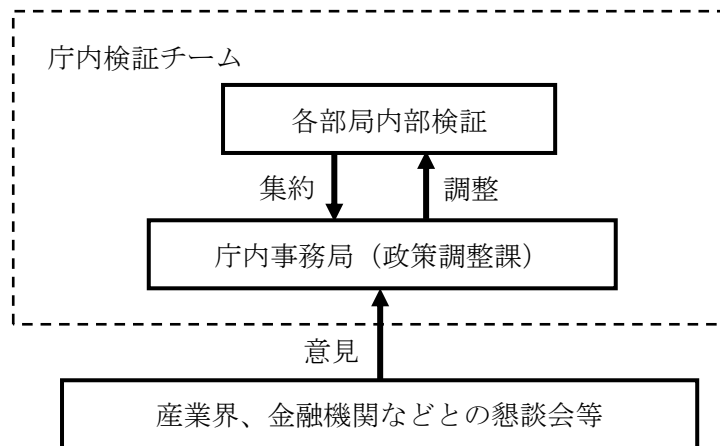 庁内検証チーム
各部局内部検証
集約
調整
庁内事務局（政策調整課）
意見
産業界、金融機関などとの懇談会等